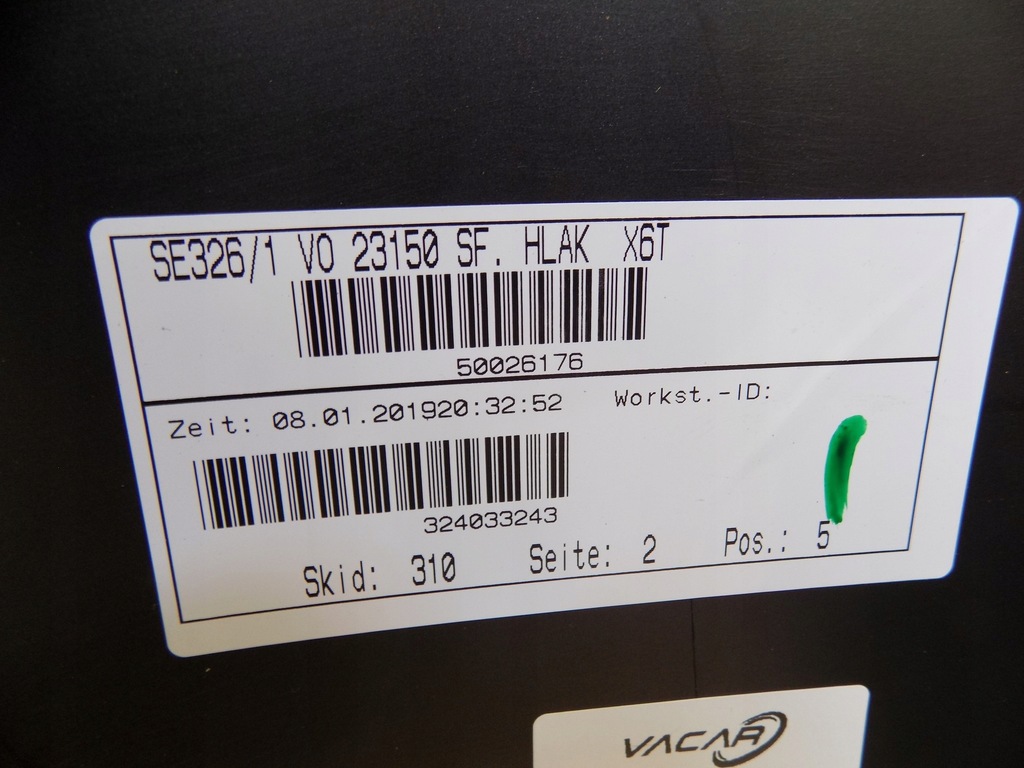 SE326/1 VO 23150 SF. HLAK X6T
50026176
Zeit: 08.01.201920:32:52 Workst.-ID:
324033243
Skid: 310 Seite: 2 Pos.: 5
VACAR